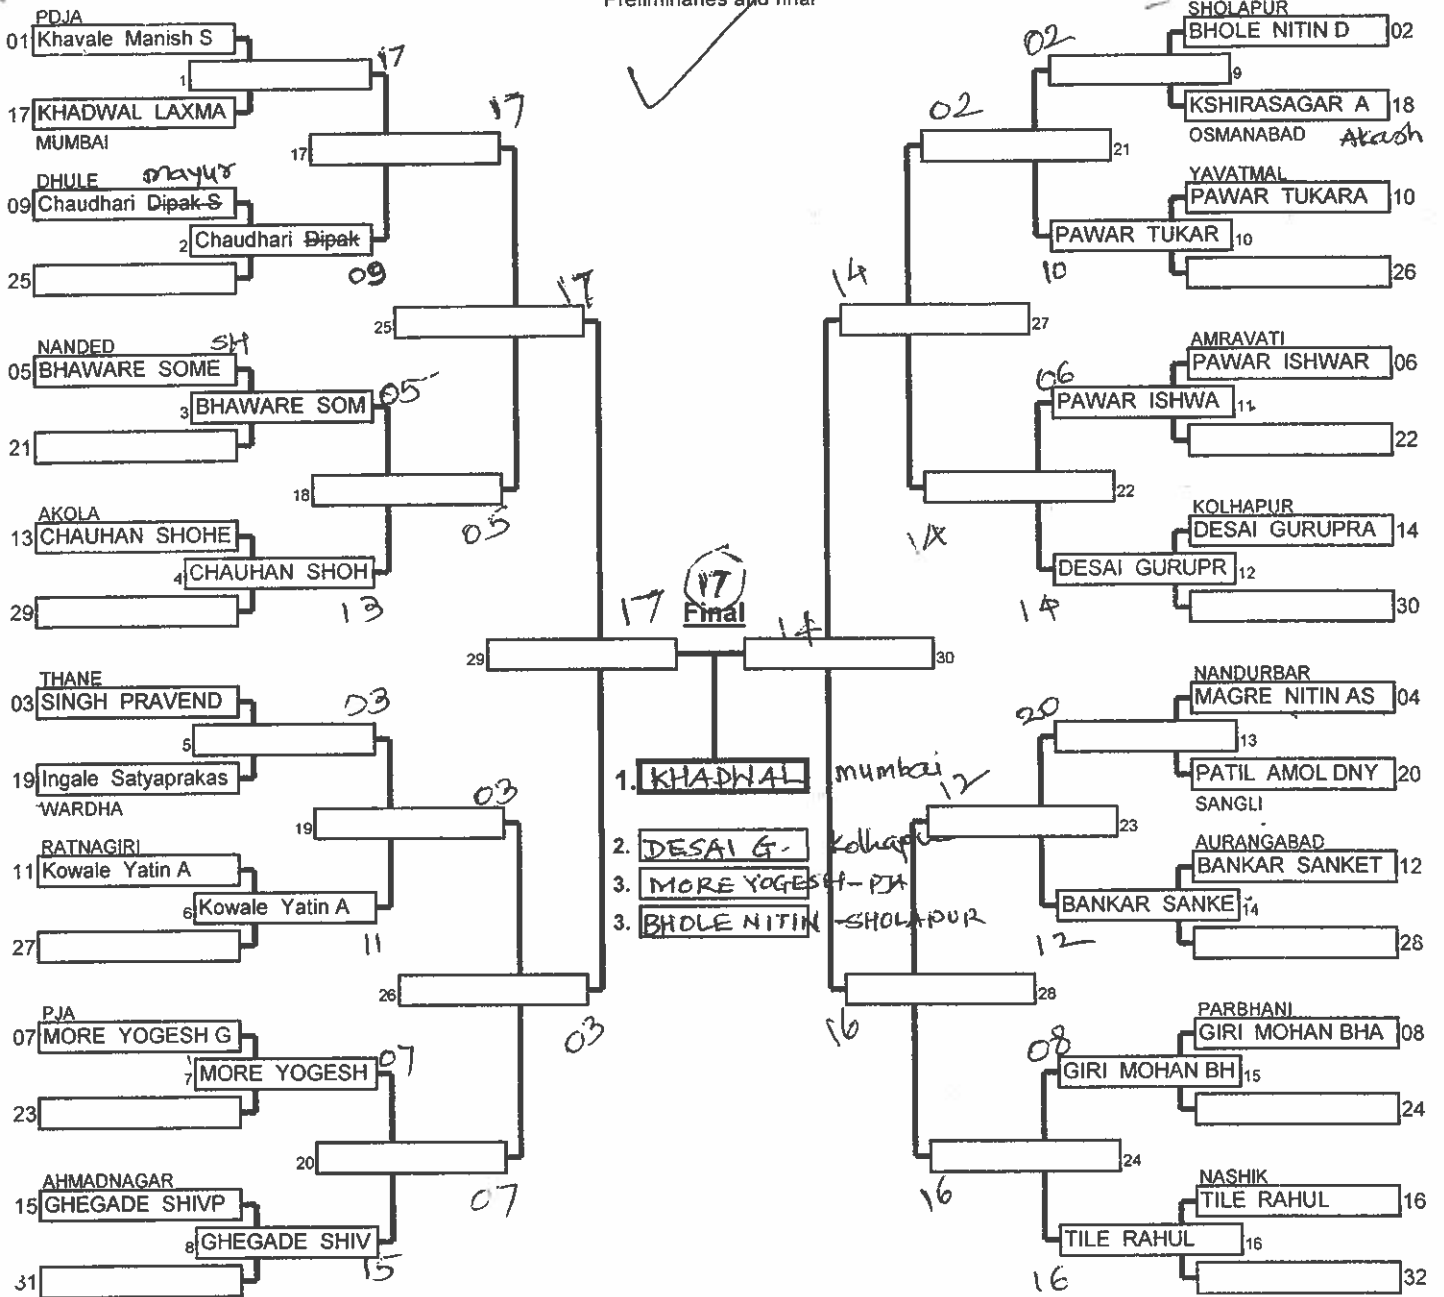 Preliminaries and final
PDJA
01 Khavale Manish S
1
17
17 KHADWAL LAXMA
MUMBAI
17
17
DHULE mayur
09 Chaudhari Dipak S
2 Chaudhari Dipak
09
25
25
17
NANDED SH
05 BHAWARE SOME
3 BHAWARE SOM
05
21
18
05
AKOLA
13 CHAUHAN SHOHE
4 CHAUHAN SHOH
13
29
29
17
THANE
03 SINGH PRAVEND
5
03
19 Ingale Satyaprakas
WARDHA
19
03
RATNAGIRI
11 Kowale Yatin A
6 Kowale Yatin A
11
27
26
03
PJA
07 MORE YOGESH G
7 MORE YOGESH
07
23
20
07
AHMADNAGAR
15 GHEGADE SHIVP
8 GHEGADE SHIV
15
31
17
Final
1. KHADWAL mumbai
2. DESAI G. Kolhapur
3. MORE YOGESH - PJA
3. BHOLE NITIN - SHOLAPUR
SHOLAPUR
BHOLE NITIN D 02
02
9
KSHIRASAGAR A 18
OSMANABAD Akash
02
21
YAVATMAL
PAWAR TUKARA 10
PAWAR TUKAR 10
10
26
14
27
AMRAVATI
PAWAR ISHWAR 06
06
PAWAR ISHWA 11
22
22
14
KOLHAPUR
DESAI GURUPRA 14
DESAI GURUPR 12
14
30
14
30
NANDURBAR
MAGRE NITIN AS 04
20
13
PATIL AMOL DNY 20
SANGLI
12
23
AURANGABAD
BANKAR SANKET 12
BANKAR SANKE 14
12
28
28
16
PARBHANI
GIRI MOHAN BHA 08
08
GIRI MOHAN BH 15
24
24
16
NASHIK
TILE RAHUL 16
TILE RAHUL 16
16
32